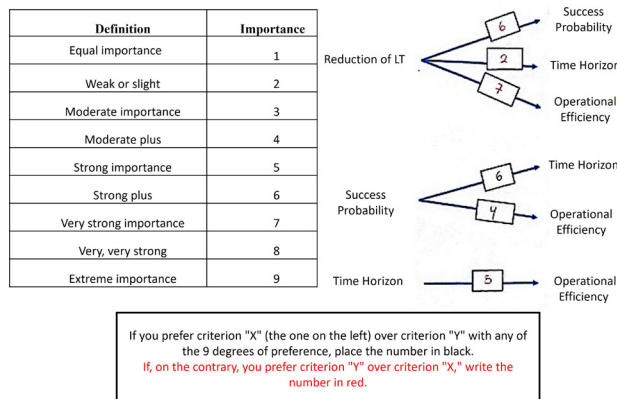 Definition Importance
Equal importance 1
Weak or slight 2
Moderate importance 3
Moderate plus 4
Strong importance 5
Strong plus 6
Very strong importance 7
Very, very strong 8
Extreme importance 9
Reduction of LT
6
Success
Probability
2
Time Horizon
7
Operational
Efficiency
Success
Probability
6
Time Horizon
4
Operational
Efficiency
Time Horizon
5
Operational
Efficiency
If you prefer criterion "X" (the one on the left) over criterion "Y" with any of
the 9 degrees of preference, place the number in black.
If, on the contrary, you prefer criterion "Y" over criterion "X," write the
number in red.